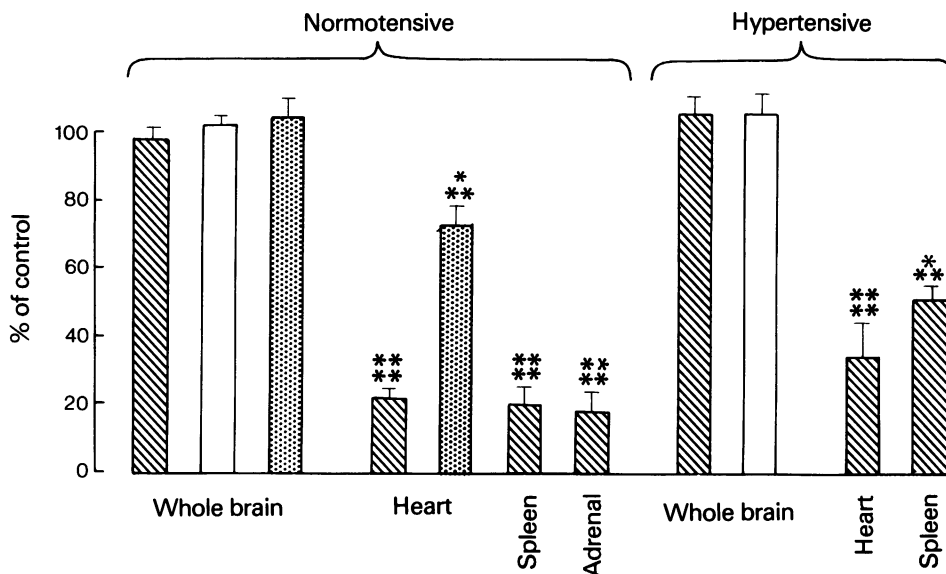 Normotensive
Hypertensive
% of control
100
80
60
40
20
0
*
**
**
**
**
**
**
**
**
**
*
**
Whole brain
Heart
Spleen
Adrenal
Whole brain
Heart
Spleen